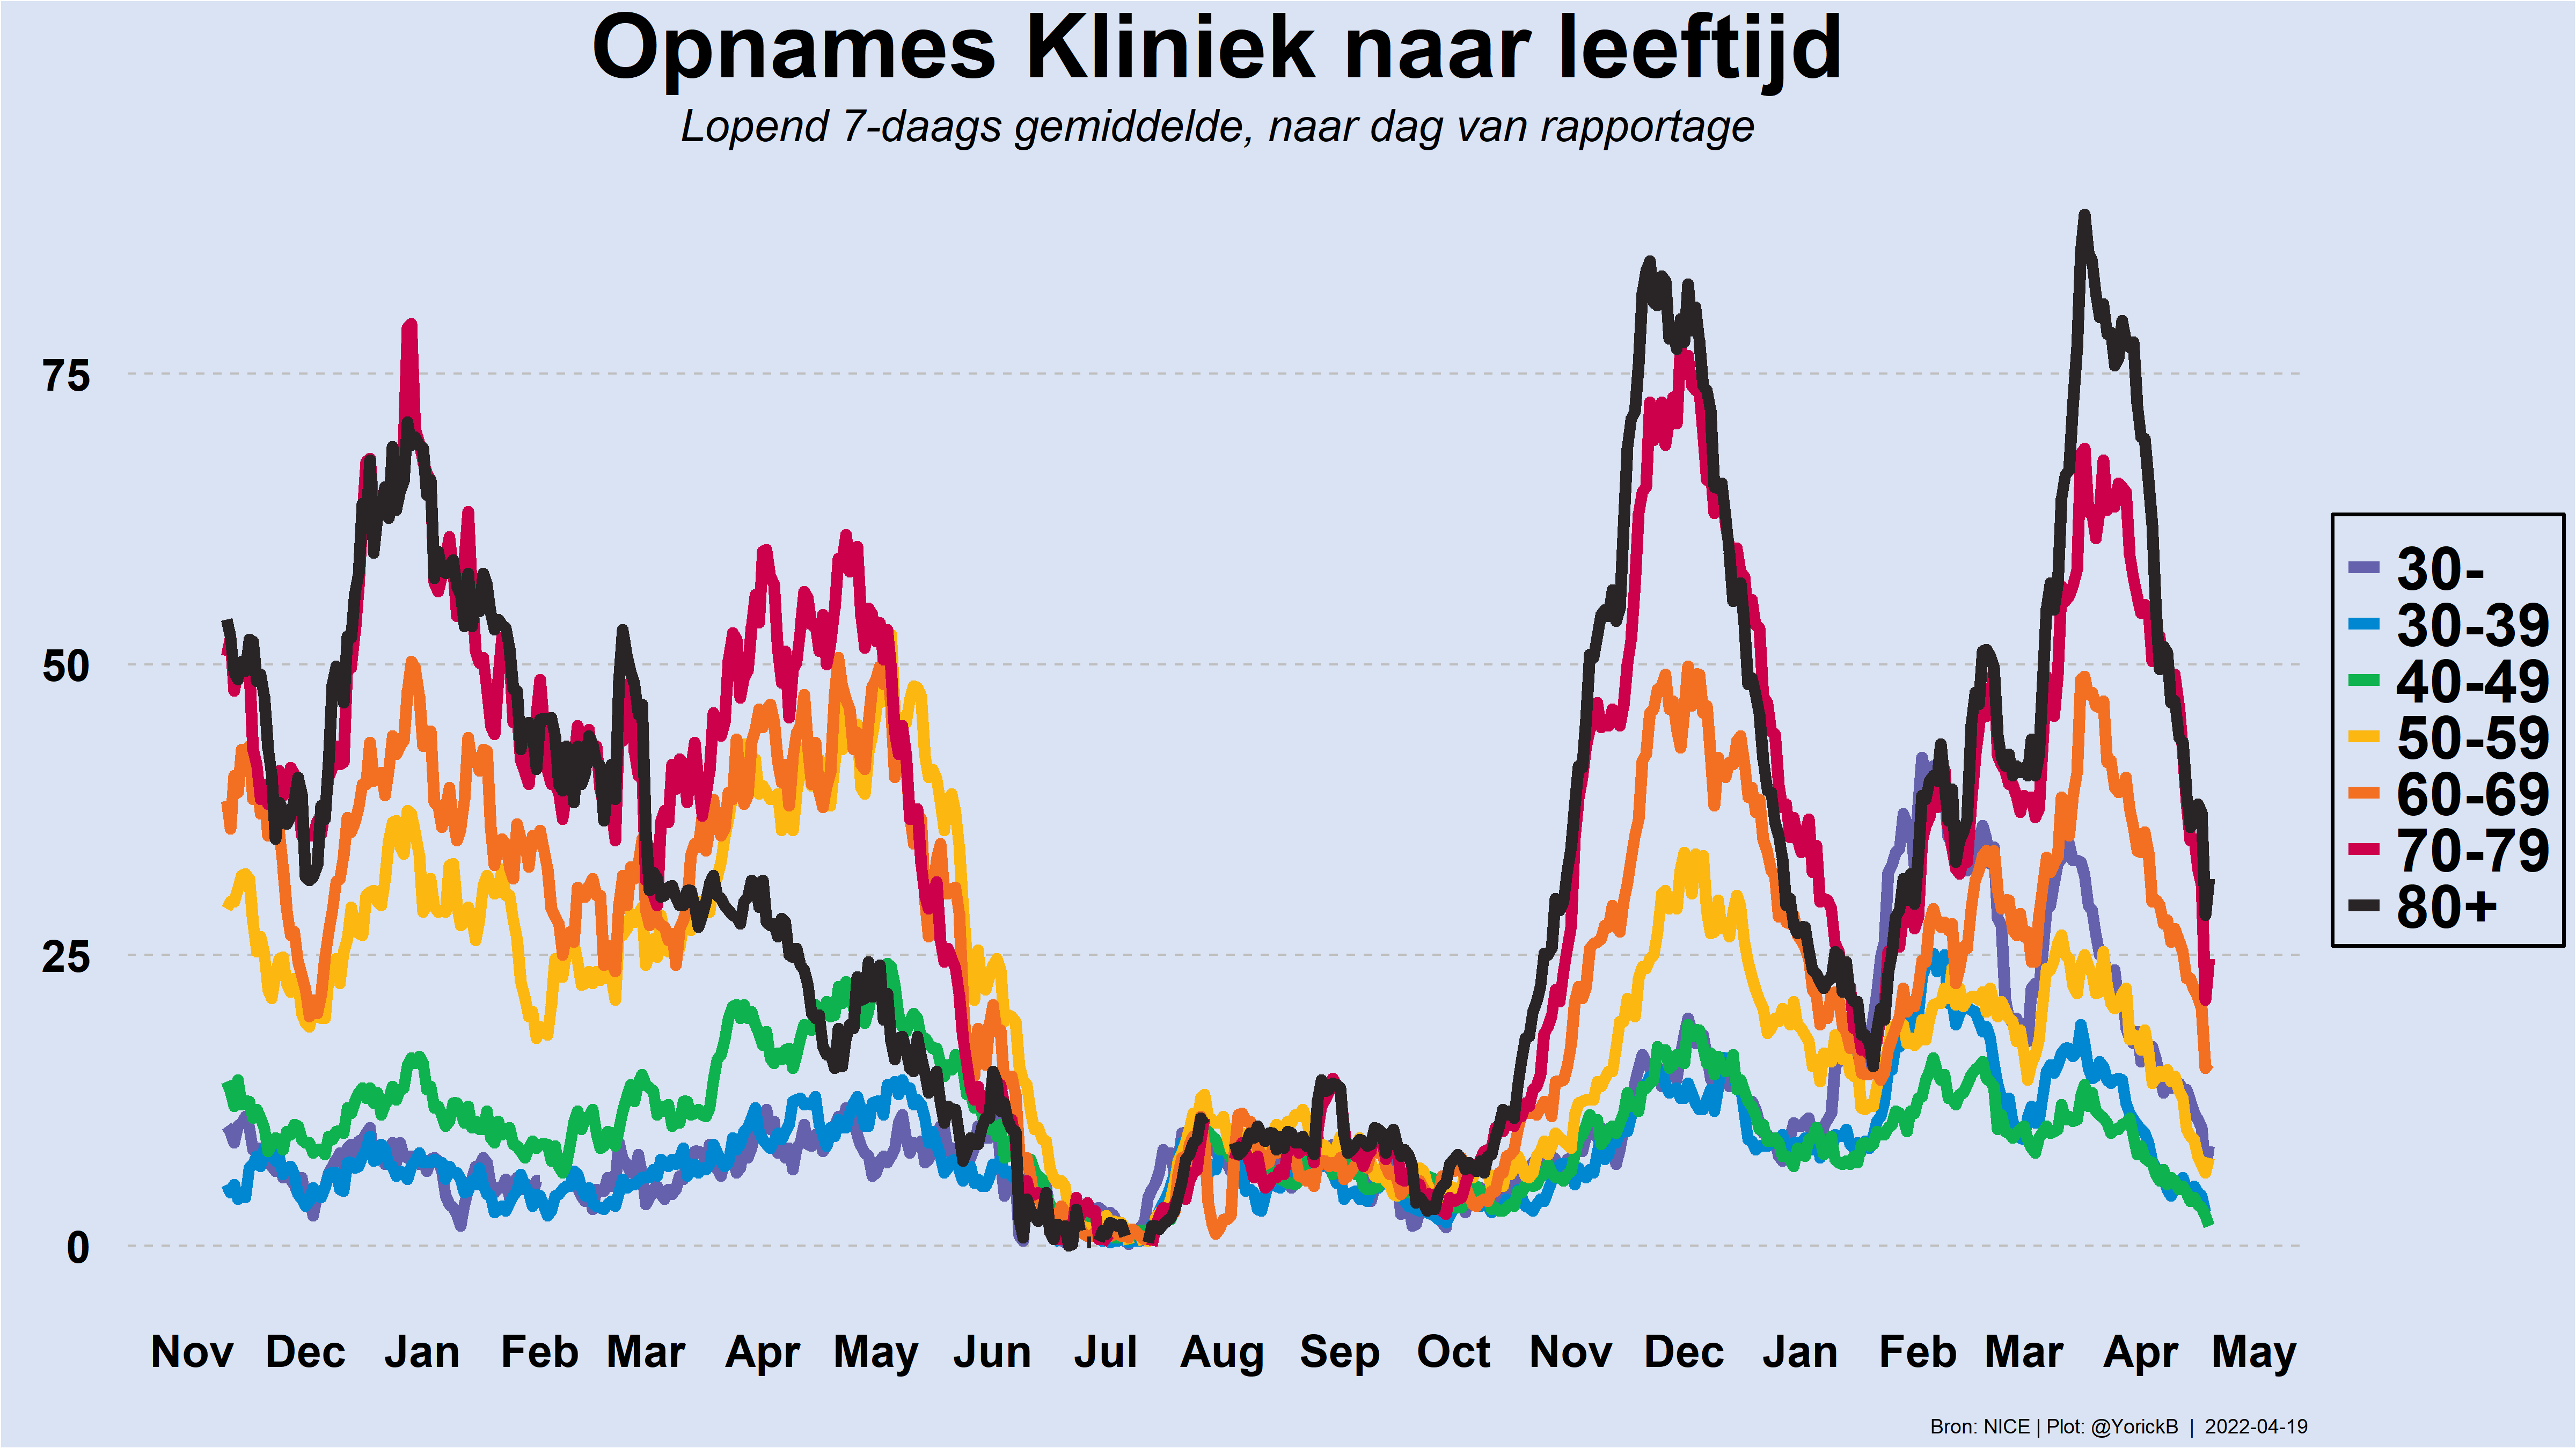 Opnames Kliniek naar leeftijd
Lopend 7-daags gemiddelde, naar dag van rapportage
75
50
25
0
30-
30-39
40-49
50-59
60-69
70-79
80+
Nov Dec Jan Feb Mar Apr May Jun Jul Aug Sep Oct Nov Dec Jan Feb Mar Apr May
Bron: NICE | Plot: @YorickB | 2022-04-19